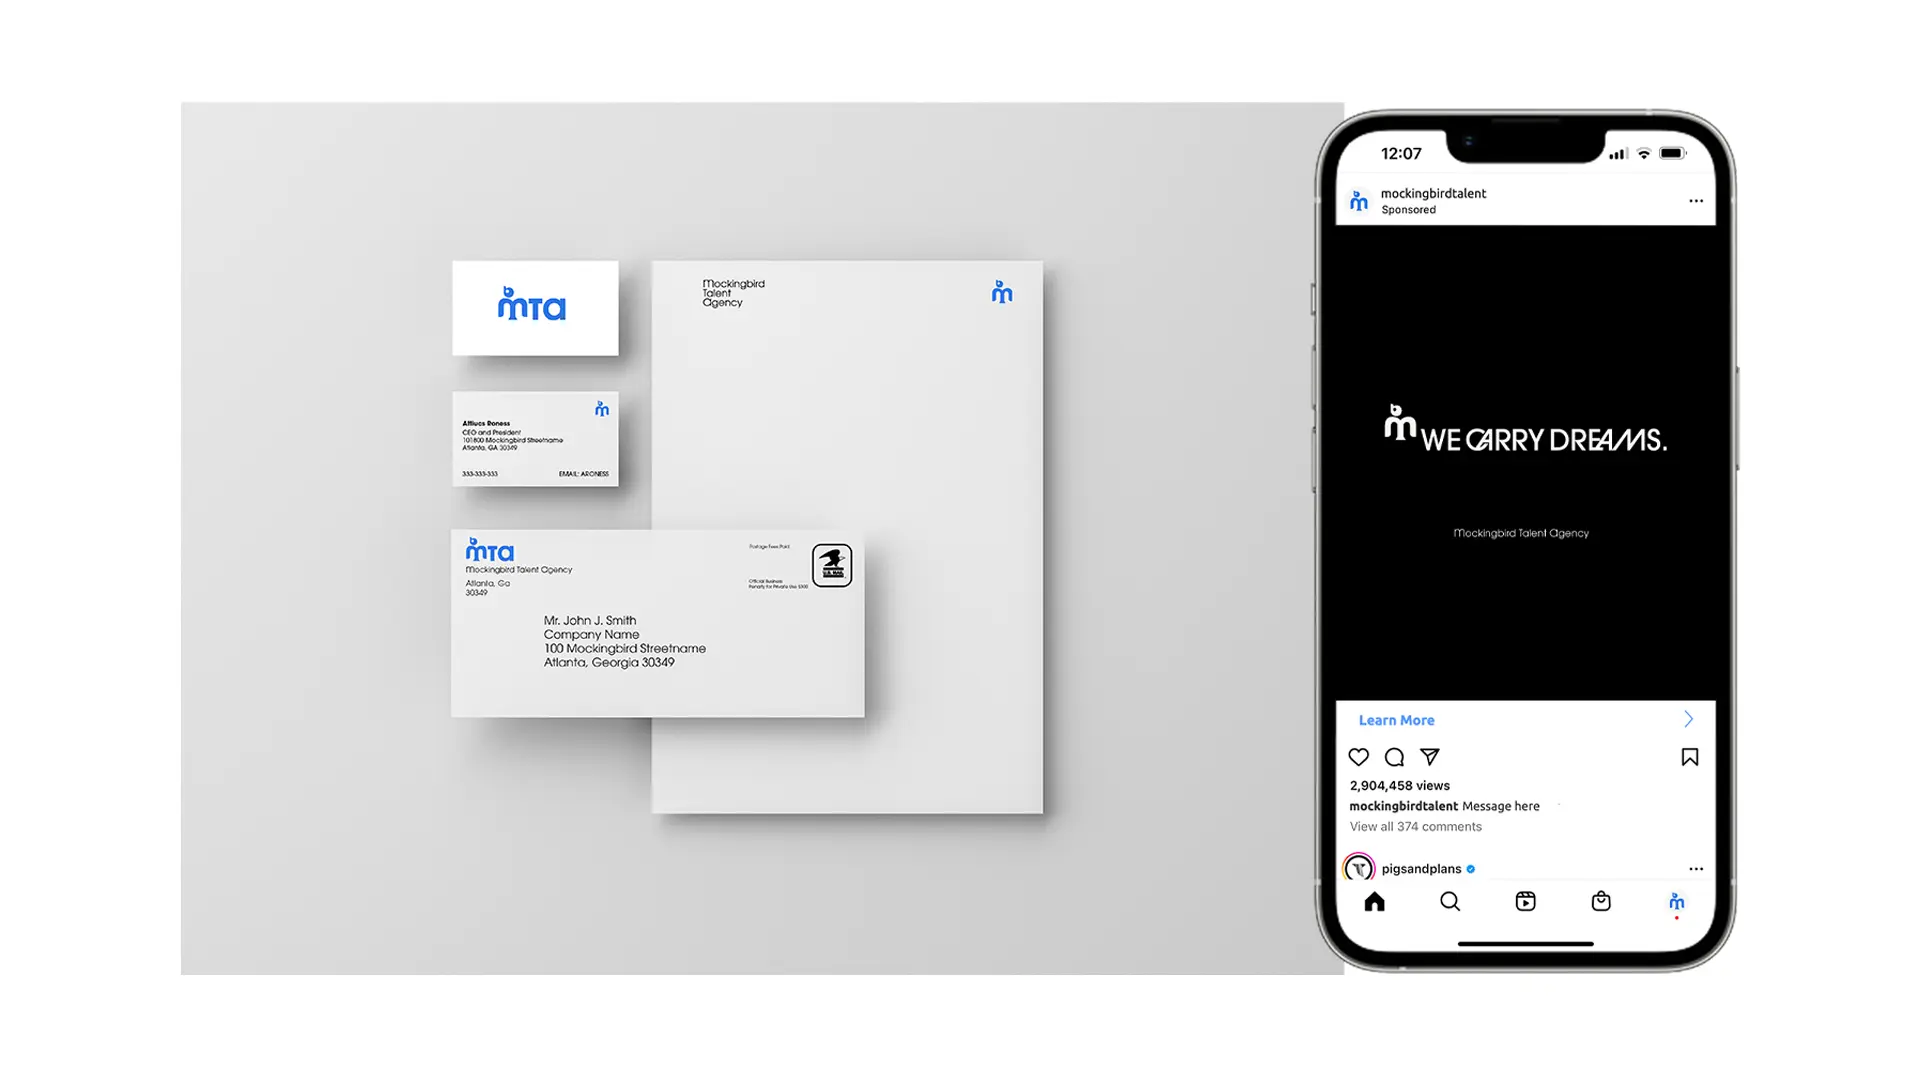 mTa
Attiucs Roness
CEO and President
101800 Mockingbird Streetname
Atlanta, GA 30349
333-333-333
EMAIL: ARONESS
Mockingbird
Talent
Agency
m
mTa
Mockingbird Talent Agency
Atlanta, Ga
30349
Postage Fees Paid
Official Business
Penalty for Private Use $300
U.S. MAIL
Mr. John J. Smith
Company Name
100 Mockingbird Streetname
Atlanta, Georgia 30349
12:07
mockingbirdtalent
Sponsored
m WE CARRY DREAMS.
Mockingbird Talent Agency
Learn More
2,904,458 views
mockingbirdtalent Message here
View all 374 comments
pigsandplans